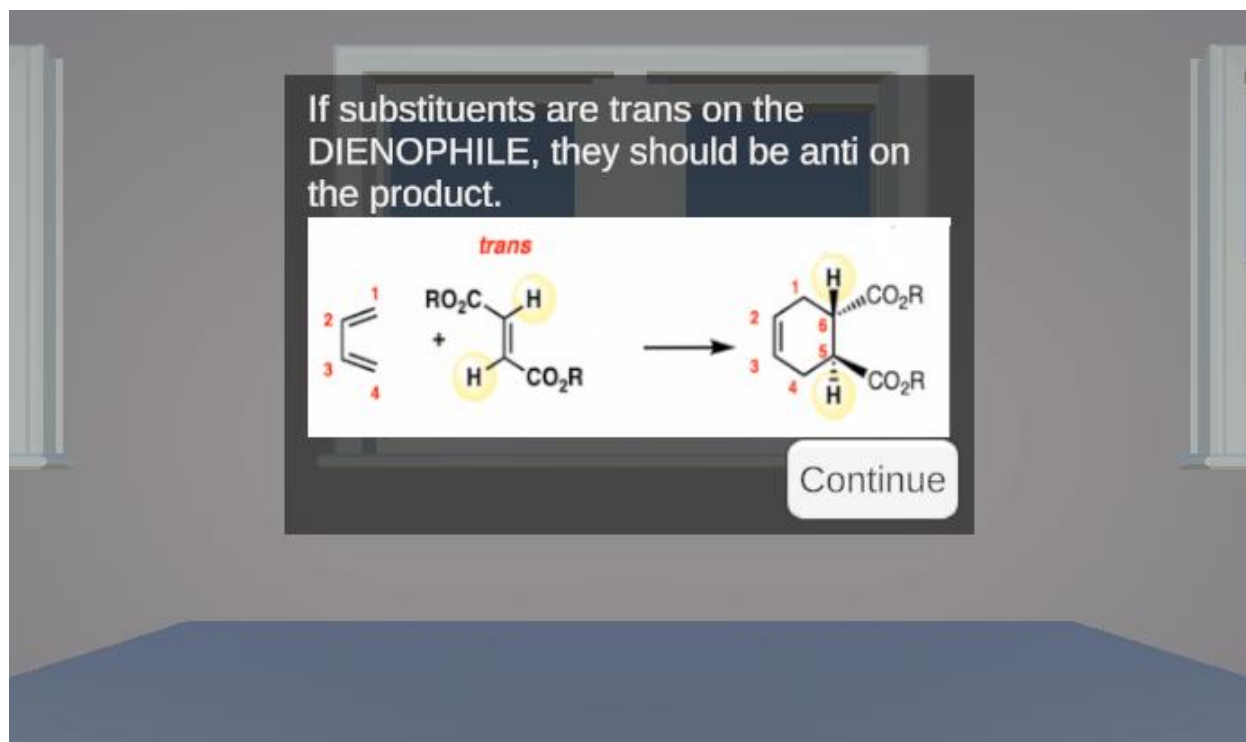 If substituents are trans on the
DIENOPHILE, they should be anti on
the product.
trans
1
2
3
4
+
RO₂C
H
H
CO₂R
1
2
3
4
5
6
H
CO₂R
CO₂R
H
Continue